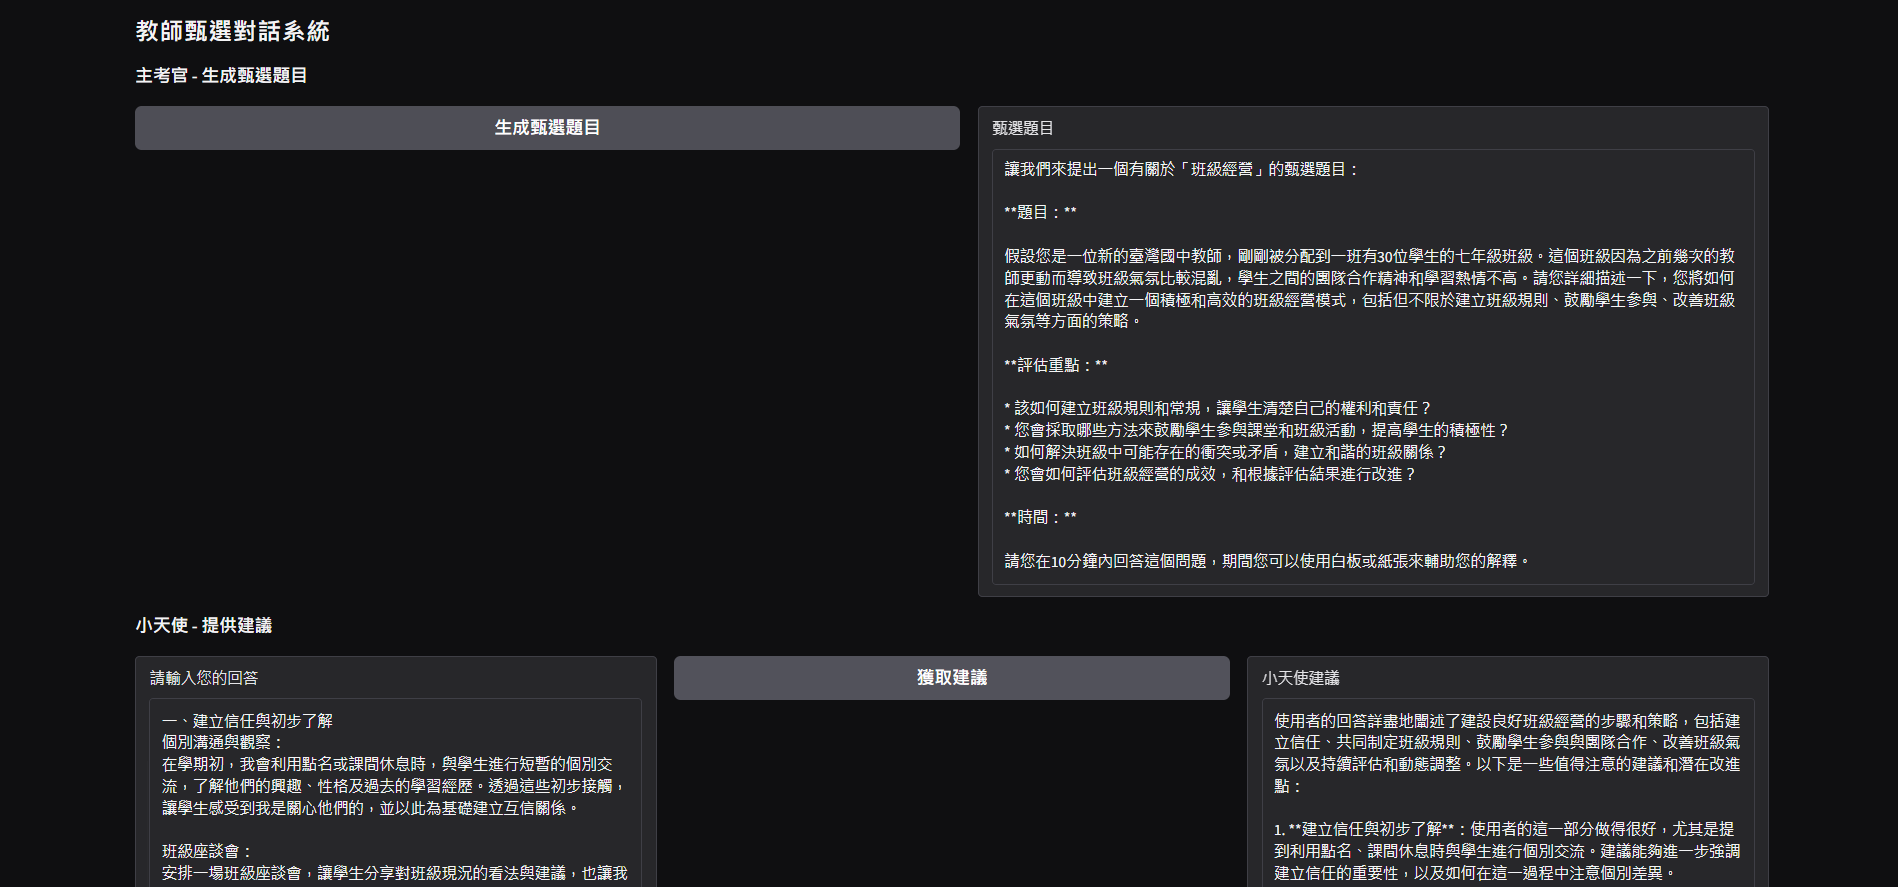 教師甄選對話系統
主考官 - 生成甄選題目
生成甄選題目
甄選題目
讓我們來提出一個有關於「班級經營」的甄選題目：
**題目：**
假設您是一位新的臺灣國中教師，剛剛被分配到一班有30位學生的七年級班級。這個班級因為之前幾次的教
師更動而導致班級氣氛比較混亂，學生之間的團隊合作精神和學習熱情不高。請您詳細描述一下，您將如何
在這個班級中建立一個積極和高效的班級經營模式，包括但不限於建立班級規則、鼓勵學生參與、改善班級
氣氛等方面的策略。
**評估重點：**
* 該如何建立班級規則和常規，讓學生清楚自己的權利和責任？
* 您會採取哪些方法來鼓勵學生參與課堂和班級活動，提高學生的積極性？
* 如何解決班級中可能存在的衝突或矛盾，建立和諧的班級關係？
* 您會如何評估班級經營的成效，和根據評估結果進行改進？
**時間：**
請您在10分鐘內回答這個問題，期間您可以使用白板或紙張來輔助您的解釋。
小天使 - 提供建議
請輸入您的回答
一、建立信任與初步了解
個別溝通與觀察：
在學期初，我會利用點名或課間休息時，與學生進行短暫的個別交
流，了解他們的興趣、性格及過去的學習經歷。透過這些初步接觸，
讓學生感受到我是關心他們的，並以此為基礎建立互信關係。
班級座談會：
安排一場班級座談會，讓學生分享對班級現況的看法與建議，也讓我
獲取建議
小天使建議
使用者的回答詳盡地闡述了建設良好班級經營的步驟和策略，包括建
立信任、共同制定班級規則、鼓勵學生參與與團隊合作、改善班級氣
氛以及持續評估和動態調整。以下是一些值得注意的建議和潛在改進
點：
1. **建立信任與初步了解**：使用者的這一部分做得很好，尤其是提
到利用點名、課間休息時與學生進行個別交流。建議能夠進一步強調
建立信任的重要性，以及如何在這一過程中注意個別差異。